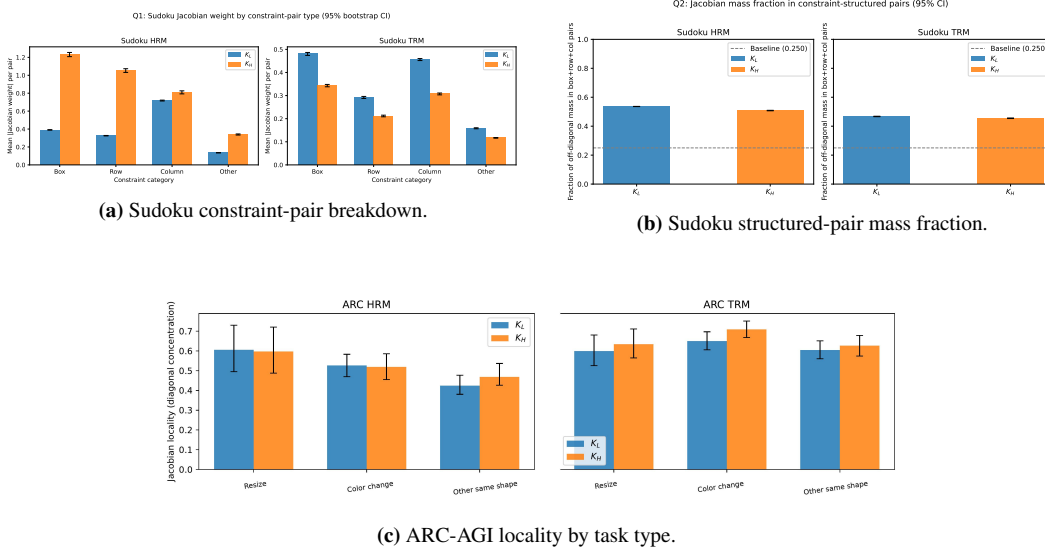 Q1: Sudoku Jacobian weight by constraint-pair type (95% bootstrap CI)
Sudoku HRM
Sudoku TRM
Mean |Jacobian weight| per pair
1.2
1.0
0.8
0.6
0.4
0.2
0.0
K_L
K_H
Box
Row
Column
Other
Constraint category
Mean |Jacobian weight| per pair
0.5
0.4
0.3
0.2
0.1
0.0
K_L
K_H
Box
Row
Column
Other
Constraint category
(a) Sudoku constraint-pair breakdown.
Q2: Jacobian mass fraction in constraint-structured pairs (95% CI)
Sudoku HRM
Sudoku TRM
Fraction of off-diagonal mass in box+row+col pairs
1.0
0.8
0.6
0.4
0.2
0.0
Baseline (0.250)
K_L
K_H
K_L
K_H
Fraction of off-diagonal mass in box+row+col pairs
Baseline (0.250)
K_L
K_H
K_L
K_H
(b) Sudoku structured-pair mass fraction.
ARC HRM
ARC TRM
Jacobian locality (diagonal concentration)
0.7
0.6
0.5
0.4
0.3
0.2
0.1
0.0
K_L
K_H
Resize
Color change
Other same shape
K_L
K_H
Resize
Color change
Other same shape
(c) ARC-AGI locality by task type.